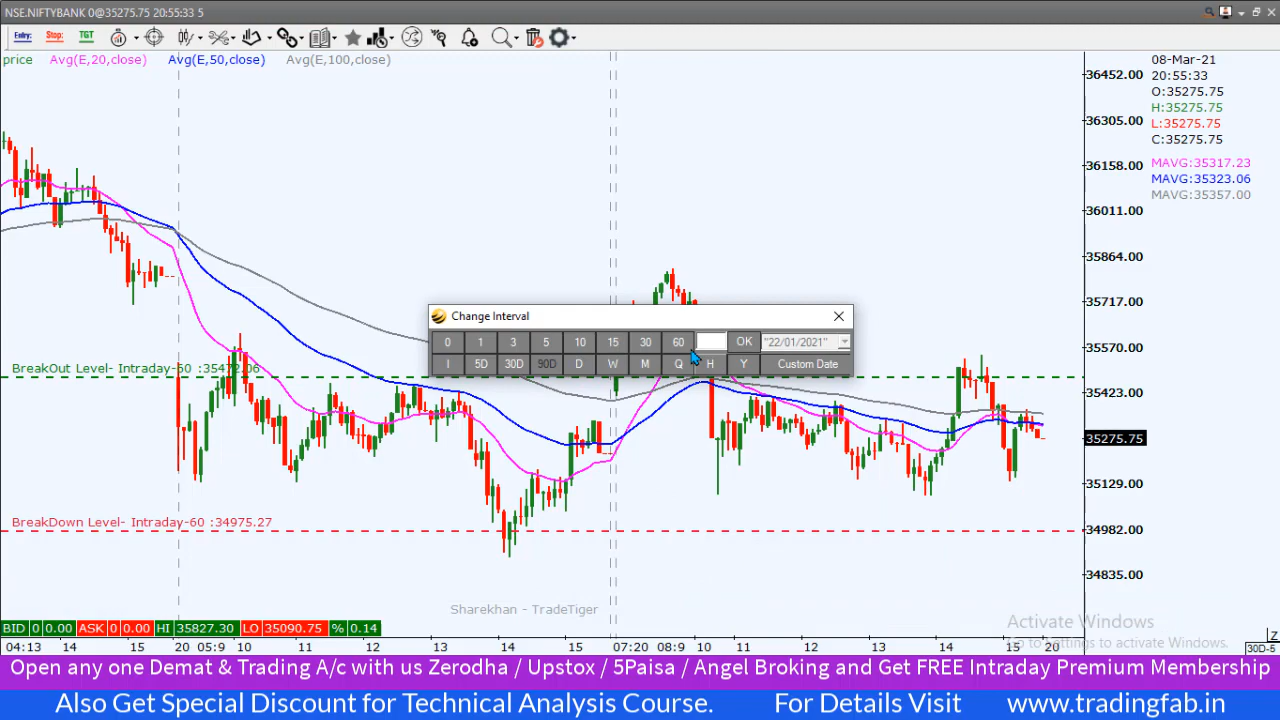 NSE.NIFTYBANK 0@35275.75 20:55:33 5
Entry: Stop: TGT
price Avg(E,20,close) Avg(E,50,close) Avg(E,100,close)
08-Mar-21
20:55:33
O:35275.75
H:35275.75
L:35275.75
C:35275.75
MAVG:35317.23
MAVG:35323.06
MAVG:35357.00
36452.00
36305.00
36158.00
36011.00
35864.00
35717.00
35570.00
35423.00
35275.75
35129.00
34982.00
34835.00
Change Interval
0 1 3 5 10 15 30 60 OK "22/01/2021"
I 5D 30D 90D D W M Q H Y Custom Date
BreakOut Level- Intraday-60 :35472.06
BreakDown Level- Intraday-60 :34975.27
Sharekhan - TradeTiger
Activate Windows
Go to Settings to activate Windows.
BID 0 0.00 ASK 0 0.00 HI 35827.30 LO 35090.75 % 0.14
Z
04:13 14 15 05:9 10 11 12 13 14 15 07:20 08:9 10 11 12 13 14 15 20 30D-5
Open any one Demat & Trading A/c with us Zerodha / Upstox / 5Paisa / Angel Broking and Get FREE Intraday Premium Membership
Also Get Special Discount for Technical Analysis Course. For Details Visit www.tradingfab.in